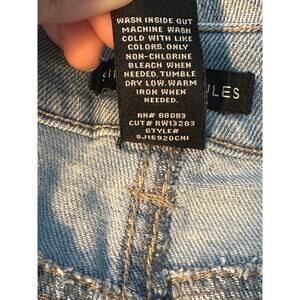 WASH INSIDE OUT
MACHINE WASH
COLD WITH LIKE
COLORS. ONLY
NON-CHLORINE
BLEACH WHEN
NEEDED. TUMBLE
DRY LOW. WARM
IRON WHEN
NEEDED.
RN# 88083
CUT# RW13283
STYLE#
SJ15920CNI